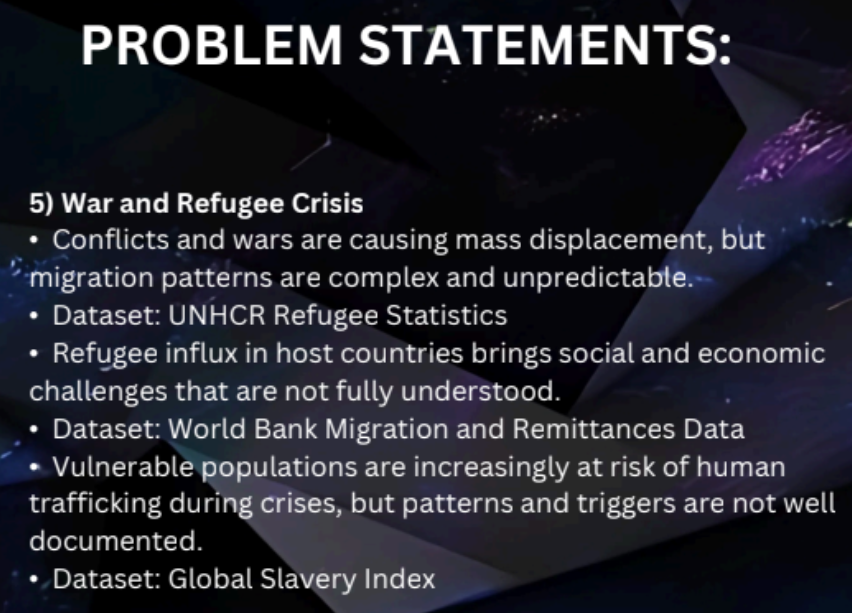 PROBLEM STATEMENTS:
5) War and Refugee Crisis
• Conflicts and wars are causing mass displacement, but
migration patterns are complex and unpredictable.
• Dataset: UNHCR Refugee Statistics
• Refugee influx in host countries brings social and economic
challenges that are not fully understood.
• Dataset: World Bank Migration and Remittances Data
• Vulnerable populations are increasingly at risk of human
trafficking during crises, but patterns and triggers are not well
documented.
• Dataset: Global Slavery Index